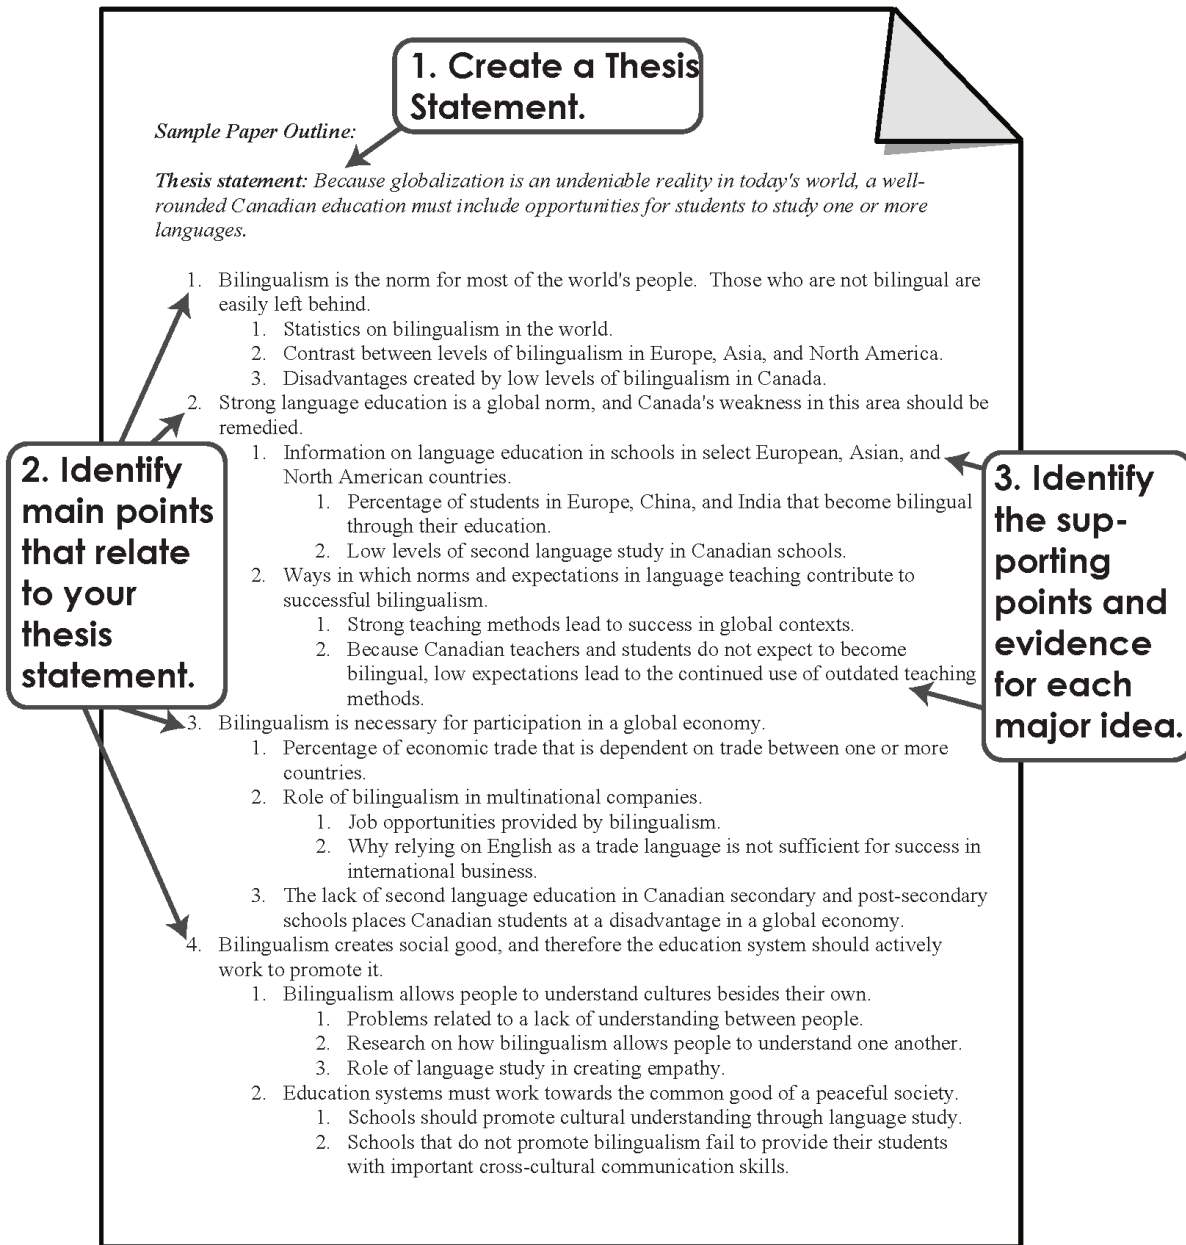 1. Create a Thesis
Statement.
Sample Paper Outline:
Thesis statement: Because globalization is an undeniable reality in today's world, a well-
rounded Canadian education must include opportunities for students to study one or more
languages.
1. Bilingualism is the norm for most of the world's people. Those who are not bilingual are
easily left behind.
1. Statistics on bilingualism in the world.
2. Contrast between levels of bilingualism in Europe, Asia, and North America.
3. Disadvantages created by low levels of bilingualism in Canada.
2. Strong language education is a global norm, and Canada's weakness in this area should be
remedied.
1. Information on language education in schools in select European, Asian, and
North American countries.
1. Percentage of students in Europe, China, and India that become bilingual
through their education.
2. Low levels of second language study in Canadian schools.
2. Ways in which norms and expectations in language teaching contribute to
successful bilingualism.
1. Strong teaching methods lead to success in global contexts.
2. Because Canadian teachers and students do not expect to become
bilingual, low expectations lead to the continued use of outdated teaching
methods.
3. Bilingualism is necessary for participation in a global economy.
1. Percentage of economic trade that is dependent on trade between one or more
countries.
2. Role of bilingualism in multinational companies.
1. Job opportunities provided by bilingualism.
2. Why relying on English as a trade language is not sufficient for success in
international business.
3. The lack of second language education in Canadian secondary and post-secondary
schools places Canadian students at a disadvantage in a global economy.
4. Bilingualism creates social good, and therefore the education system should actively
work to promote it.
1. Bilingualism allows people to understand cultures besides their own.
1. Problems related to a lack of understanding between people.
2. Research on how bilingualism allows people to understand one another.
3. Role of language study in creating empathy.
2. Education systems must work towards the common good of a peaceful society.
1. Schools should promote cultural understanding through language study.
2. Schools that do not promote bilingualism fail to provide their students
with important cross-cultural communication skills.
2. Identify
main points
that relate
to your
thesis
statement.
3. Identify
the sup-
porting
points and
evidence
for each
major idea.